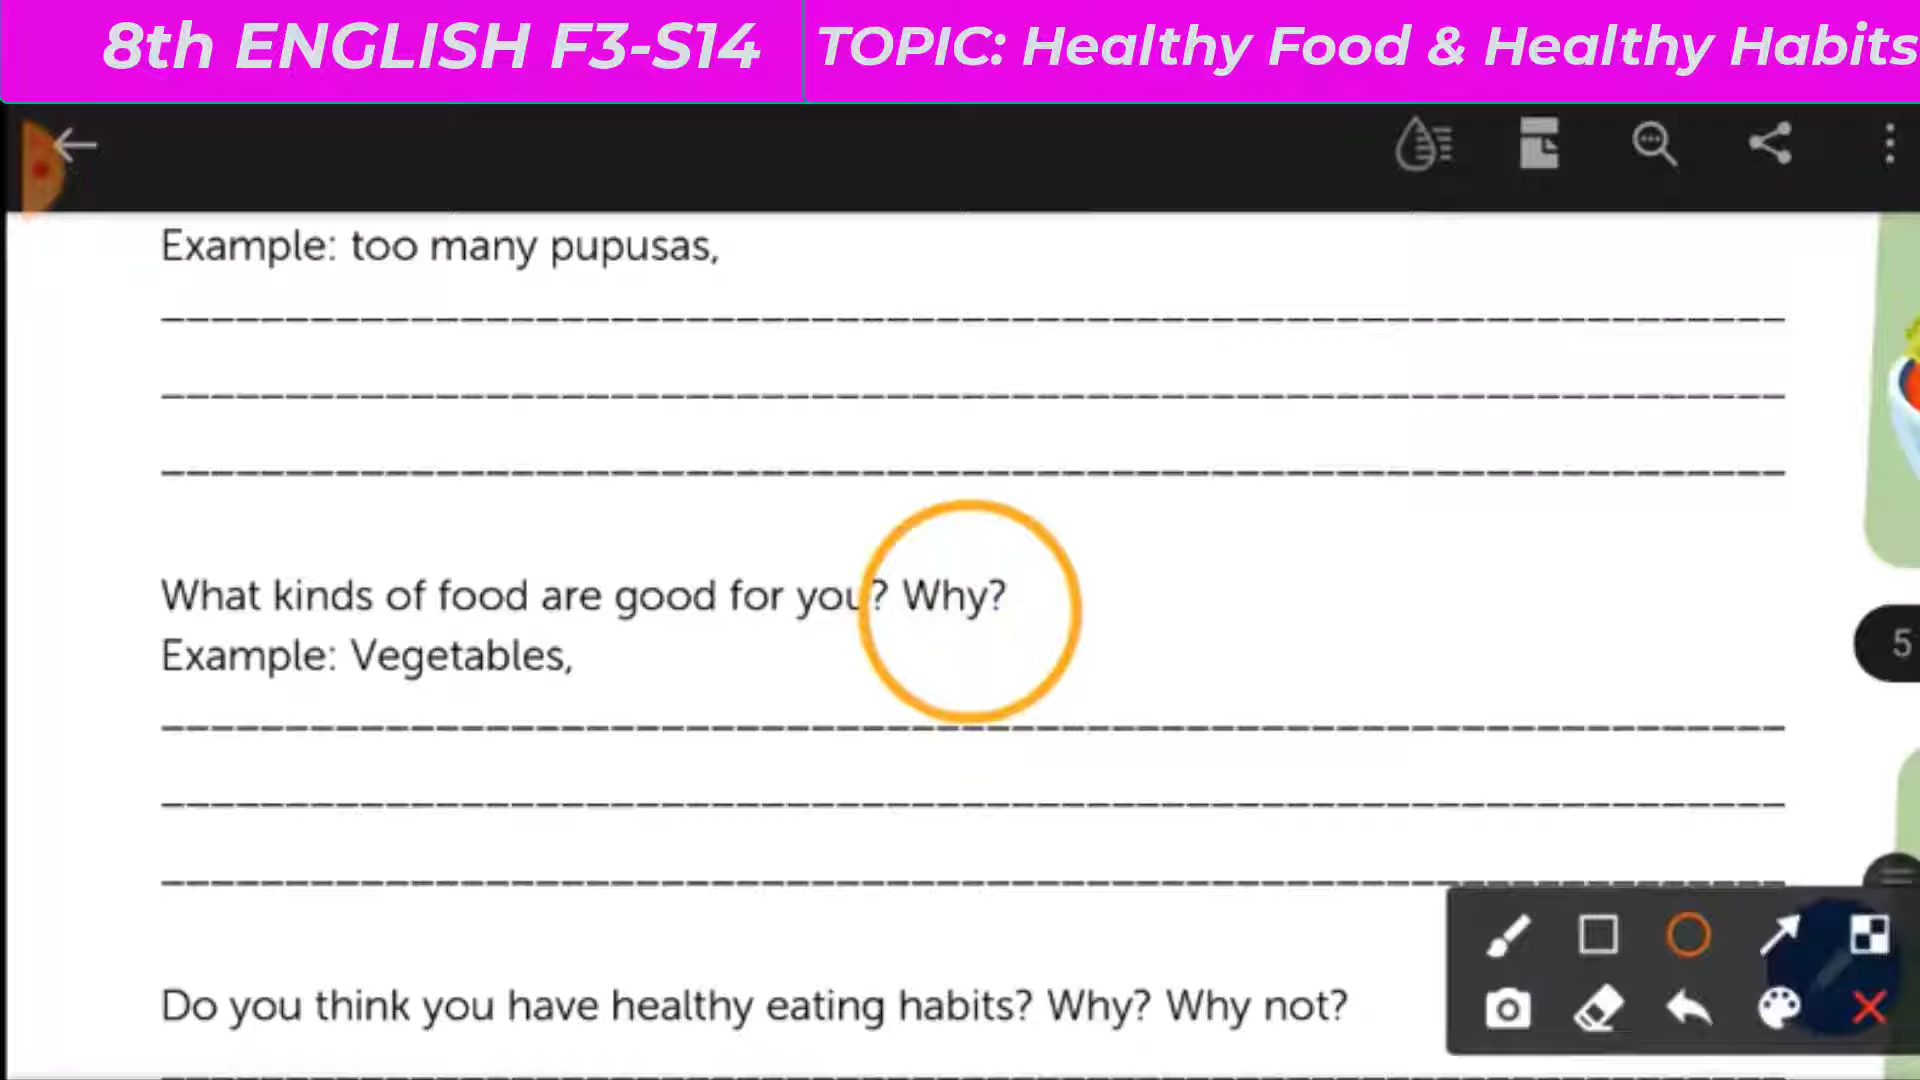 8th ENGLISH F3-S14
TOPIC: Healthy Food & Healthy Habits
Example: too many pupusas,
What kinds of food are good for you? Why?
Example: Vegetables,
5
Do you think you have healthy eating habits? Why? Why not?